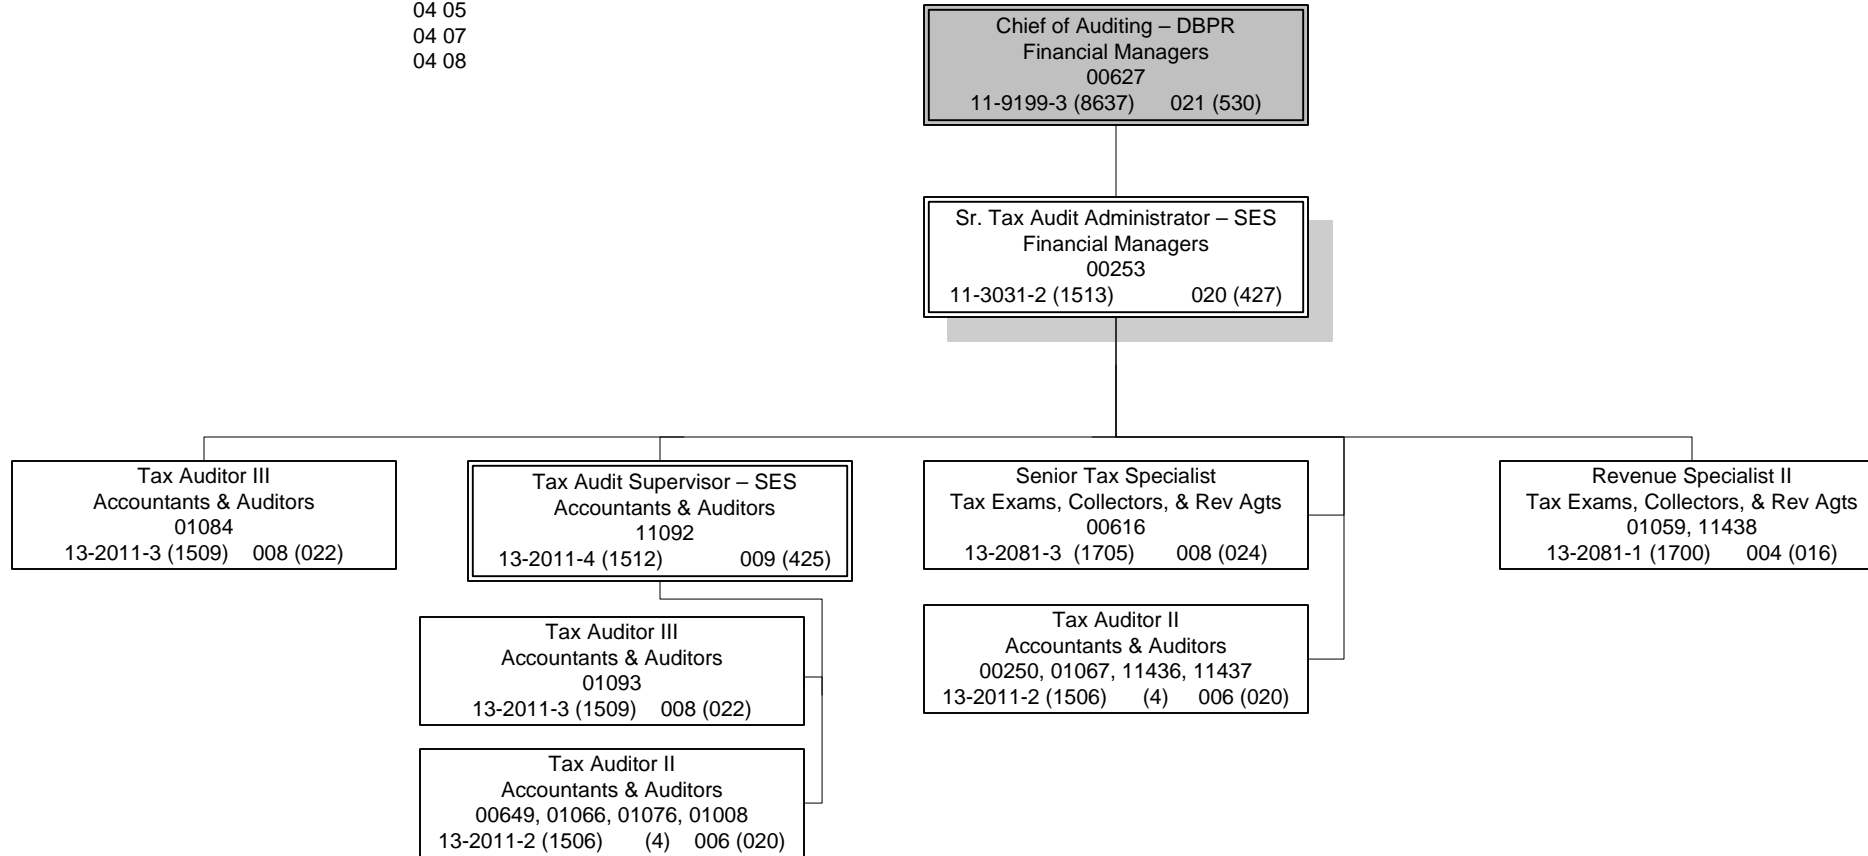 04 05
04 07
04 08
Chief of Auditing – DBPR
Financial Managers
00627
11-9199-3 (8637) 021 (530)
Sr. Tax Audit Administrator – SES
Financial Managers
00253
11-3031-2 (1513) 020 (427)
Tax Auditor III
Accountants & Auditors
01084
13-2011-3 (1509) 008 (022)
Tax Audit Supervisor – SES
Accountants & Auditors
11092
13-2011-4 (1512) 009 (425)
Senior Tax Specialist
Tax Exams, Collectors, & Rev Agts
00616
13-2081-3 (1705) 008 (024)
Revenue Specialist II
Tax Exams, Collectors, & Rev Agts
01059, 11438
13-2081-1 (1700) 004 (016)
Tax Auditor III
Accountants & Auditors
01093
13-2011-3 (1509) 008 (022)
Tax Auditor II
Accountants & Auditors
00250, 01067, 11436, 11437
13-2011-2 (1506) (4) 006 (020)
Tax Auditor II
Accountants & Auditors
00649, 01066, 01076, 01008
13-2011-2 (1506) (4) 006 (020)